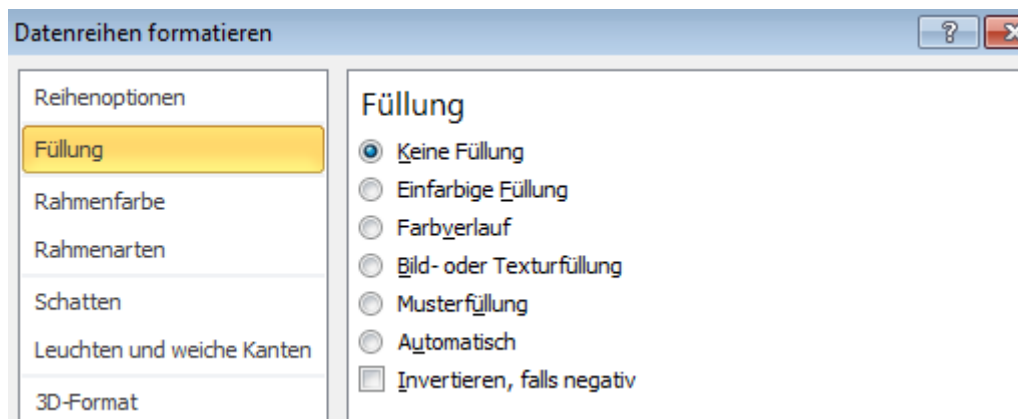 Datenreihen formatieren
Reihenoptionen
Füllung
Rahmenfarbe
Rahmenarten
Schatten
Leuchten und weiche Kanten
3D-Format
Füllung
Keine Füllung
Einfarbige Füllung
Farbverlauf
Bild- oder Texturfüllung
Musterfüllung
Automatisch
Invertieren, falls negativ